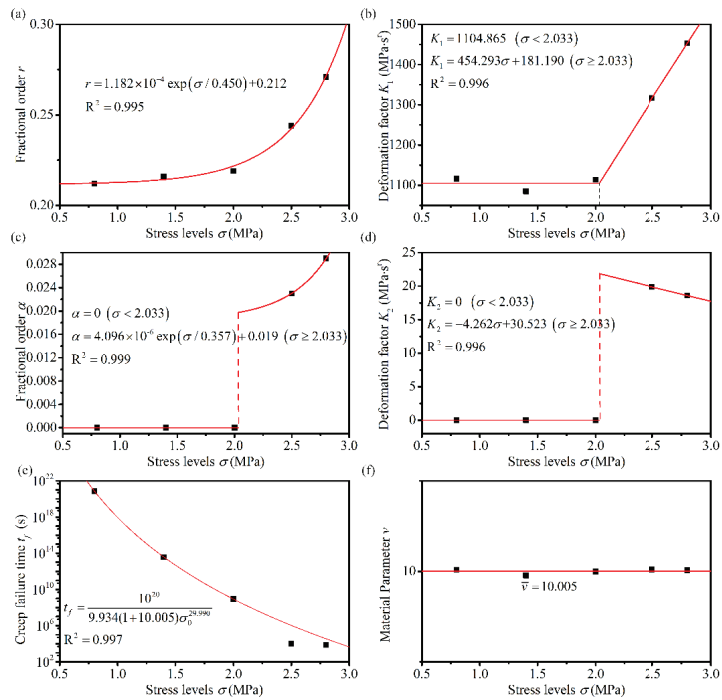 (a)
Fractional order r
0.30
0.25
0.20
r = 1.182×10⁻⁴ exp(σ/0.450)+0.212
R² = 0.995
0.5 1.0 1.5 2.0 2.5 3.0
Stress levels σ(MPa)
(b)
Deformation factor K₁ (MPa·sʳ)
1500
1400
1300
1200
1100
K₁ = 1104.865 (σ < 2.033)
K₁ = 454.293σ+181.190 (σ ≥ 2.033)
R² = 0.996
0.5 1.0 1.5 2.0 2.5 3.0
Stress levels σ(MPa)
(c)
Fractional order α
0.028
0.024
0.020
0.016
0.012
0.008
0.004
0.000
α = 0 (σ < 2.033)
α = 4.096×10⁻⁶ exp(σ/0.357)+0.019 (σ ≥ 2.033)
R² = 0.999
0.5 1.0 1.5 2.0 2.5 3.0
Stress levels σ(MPa)
(d)
Deformation factor K₂ (MPa·sʳ)
25
20
15
10
5
0
K₂ = 0 (σ < 2.033)
K₂ = −4.262σ+30.523 (σ ≥ 2.033)
R² = 0.996
0.5 1.0 1.5 2.0 2.5 3.0
Stress levels σ (MPa)
(e)
Creep failure time t_f (s)
10²²
10¹⁸
10¹⁴
10¹⁰
10⁶
10²
t_f = 10²⁰ / 9.934(1+10.005)σ₀²⁹·⁹⁹⁰
R² = 0.997
0.5 1.0 1.5 2.0 2.5 3.0
Stress levels σ (MPa)
(f)
Material Parameter v
10
v̄ = 10.005
0.5 1.0 1.5 2.0 2.5 3.0
Stress levels σ (MPa)